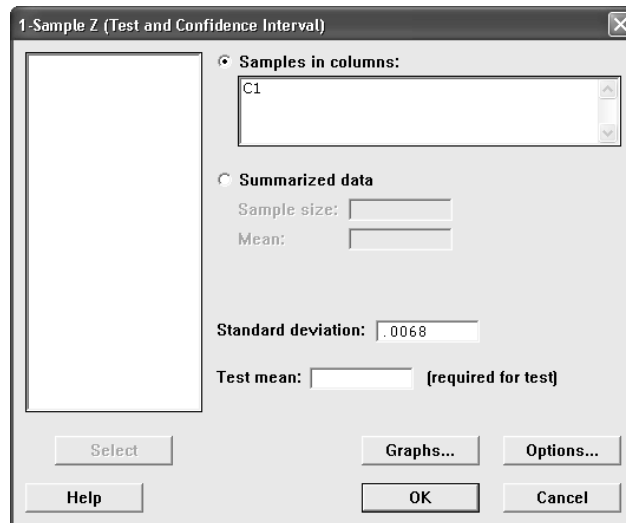 1-Sample Z (Test and Confidence Interval)
Samples in columns:
C1
Summarized data
Sample size:
Mean:
Standard deviation: .0068
Test mean: (required for test)
Select Graphs... Options...
Help OK Cancel